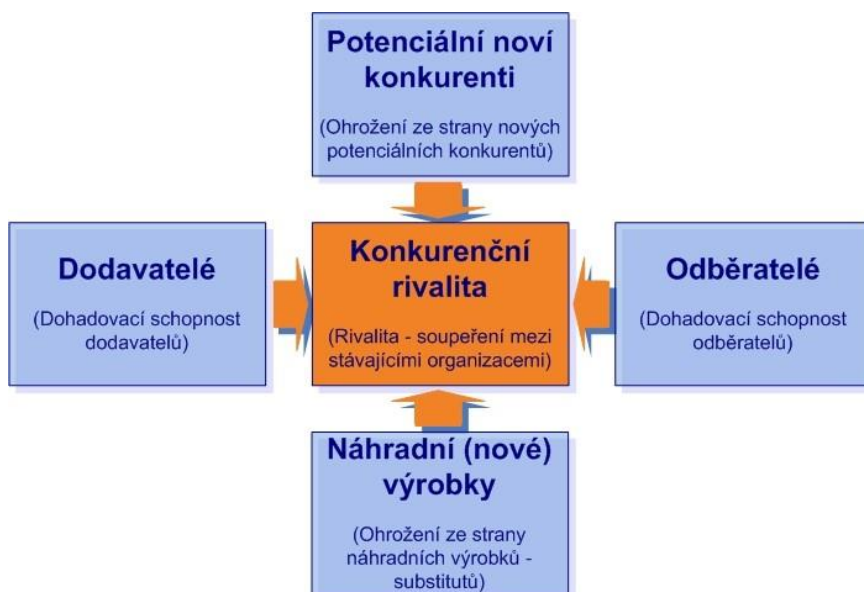 Potenciální noví
konkurenti
(Ohrožení ze strany nových
potenciálních konkurentů)
Dodavatelé
(Dohadovací schopnost
dodavatelů)
Konkurenční
rivalita
(Rivalita - soupeření mezi
stávajícími organizacemi)
Odběratelé
(Dohadovací schopnost
odběratelů)
Náhradní (nové)
výrobky
(Ohrožení ze strany
náhradních výrobků -
substitutů)